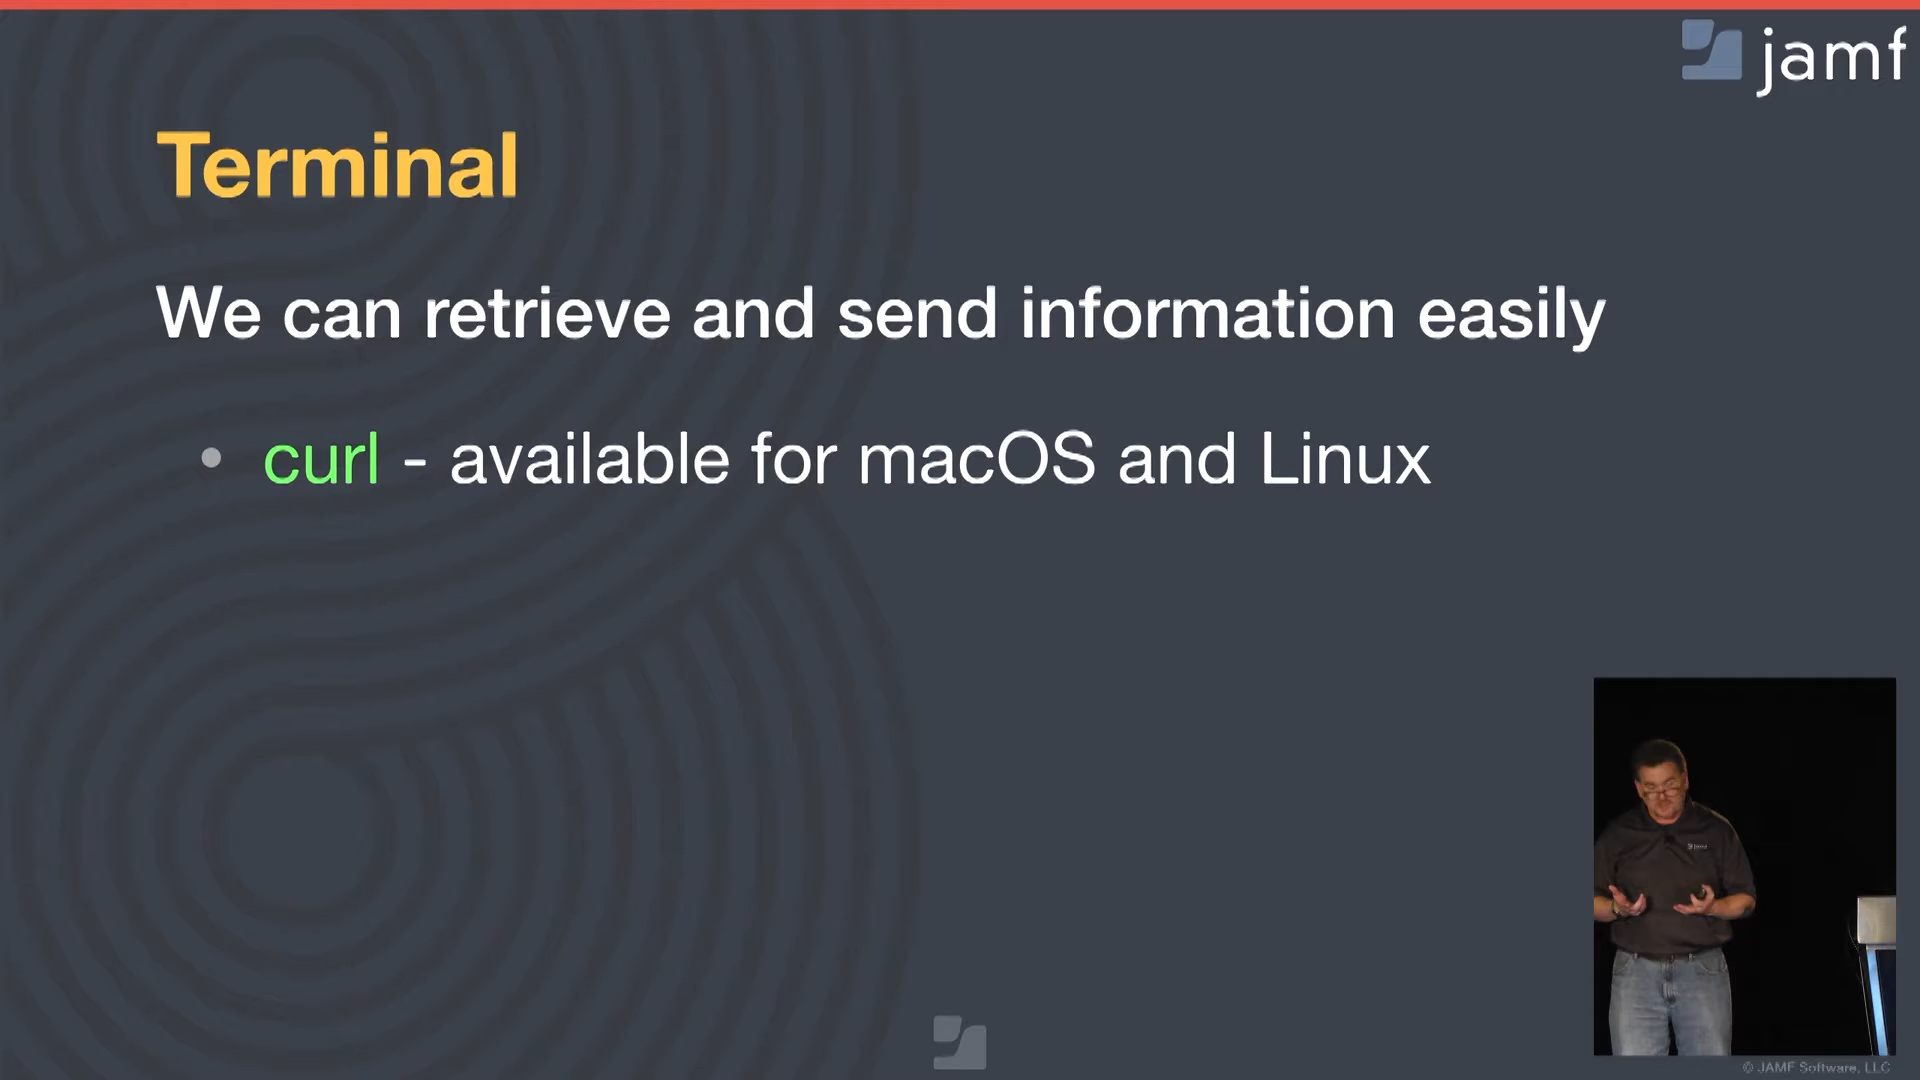 jamf
Terminal
We can retrieve and send information easily
• curl - available for macOS and Linux
© JAMF Software, LLC